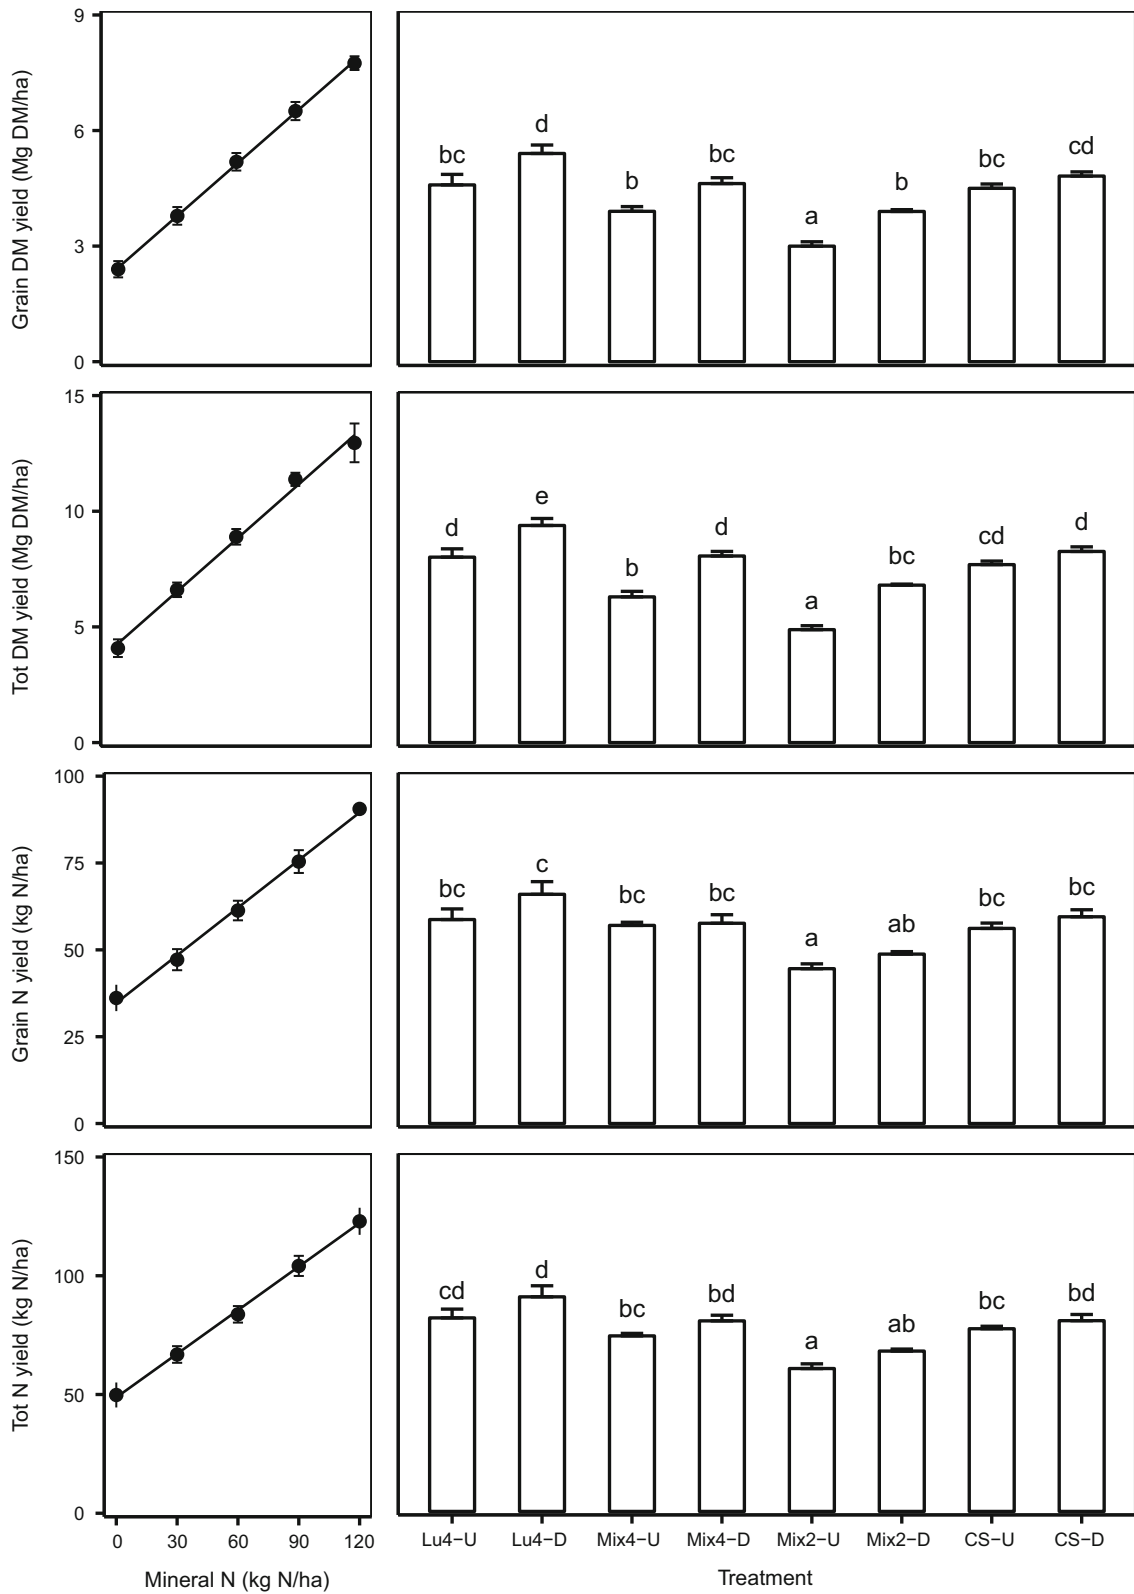 Grain DM yield (Mg DM/ha)
9
6
3
0
bc
d
b
bc
a
b
bc
cd
Tot DM yield (Mg DM/ha)
15
10
5
0
d
e
b
d
a
bc
cd
d
Grain N yield (kg N/ha)
100
75
50
25
0
bc
c
bc
bc
a
ab
bc
bc
Tot N yield (kg N/ha)
150
100
50
0
cd
d
bc
bd
a
ab
bc
bd
0 30 60 90 120
Mineral N (kg N/ha)
Lu4−U Lu4−D Mix4−U Mix4−D Mix2−U Mix2−D CS−U CS−D
Treatment